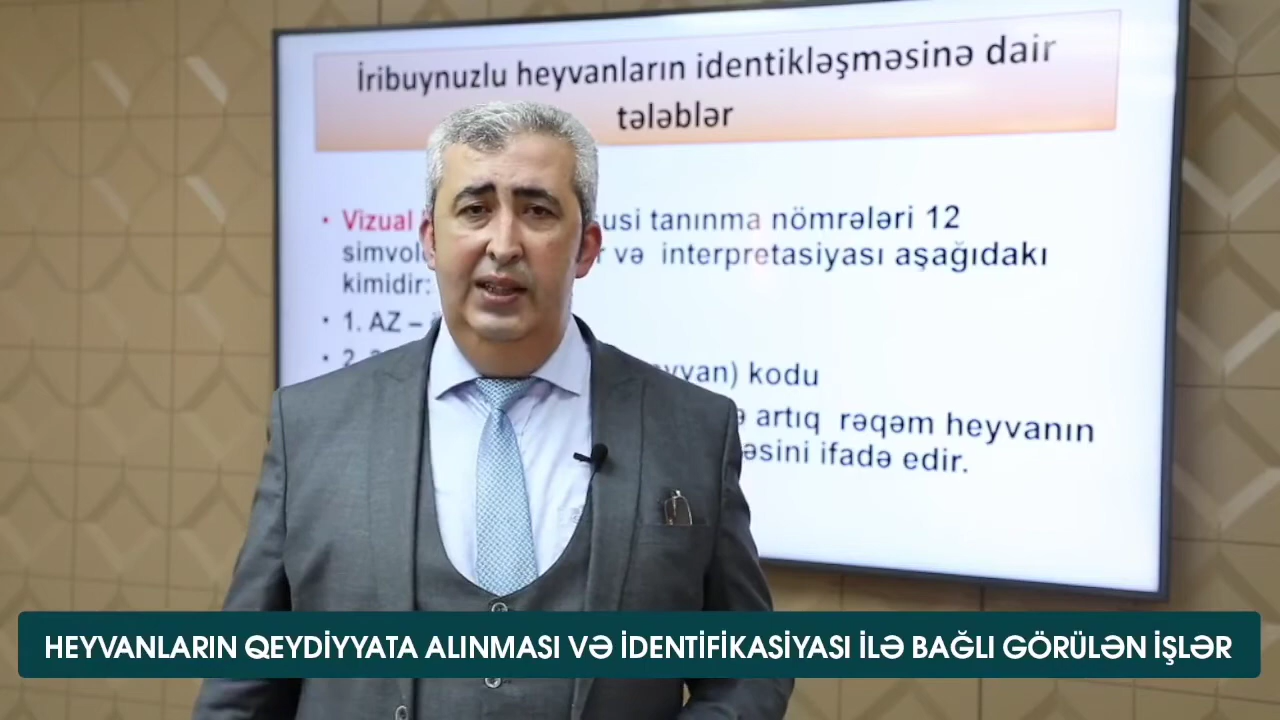 İribuynuzlu heyvanların identikləşməsinə dair
tələblər
• Vizual usi tanınma nömrələri 12
simvol və interpretasiyası aşağıdakı
kimidir:
• 1. AZ –
• 2. kodu
artıq rəqəm heyvanın
əsini ifadə edir.
HEYVANLARIN QEYDİYYATA ALINMASI VƏ İDENTİFİKASİYASI İLƏ BAĞLI GÖRÜLƏN İŞLƏR